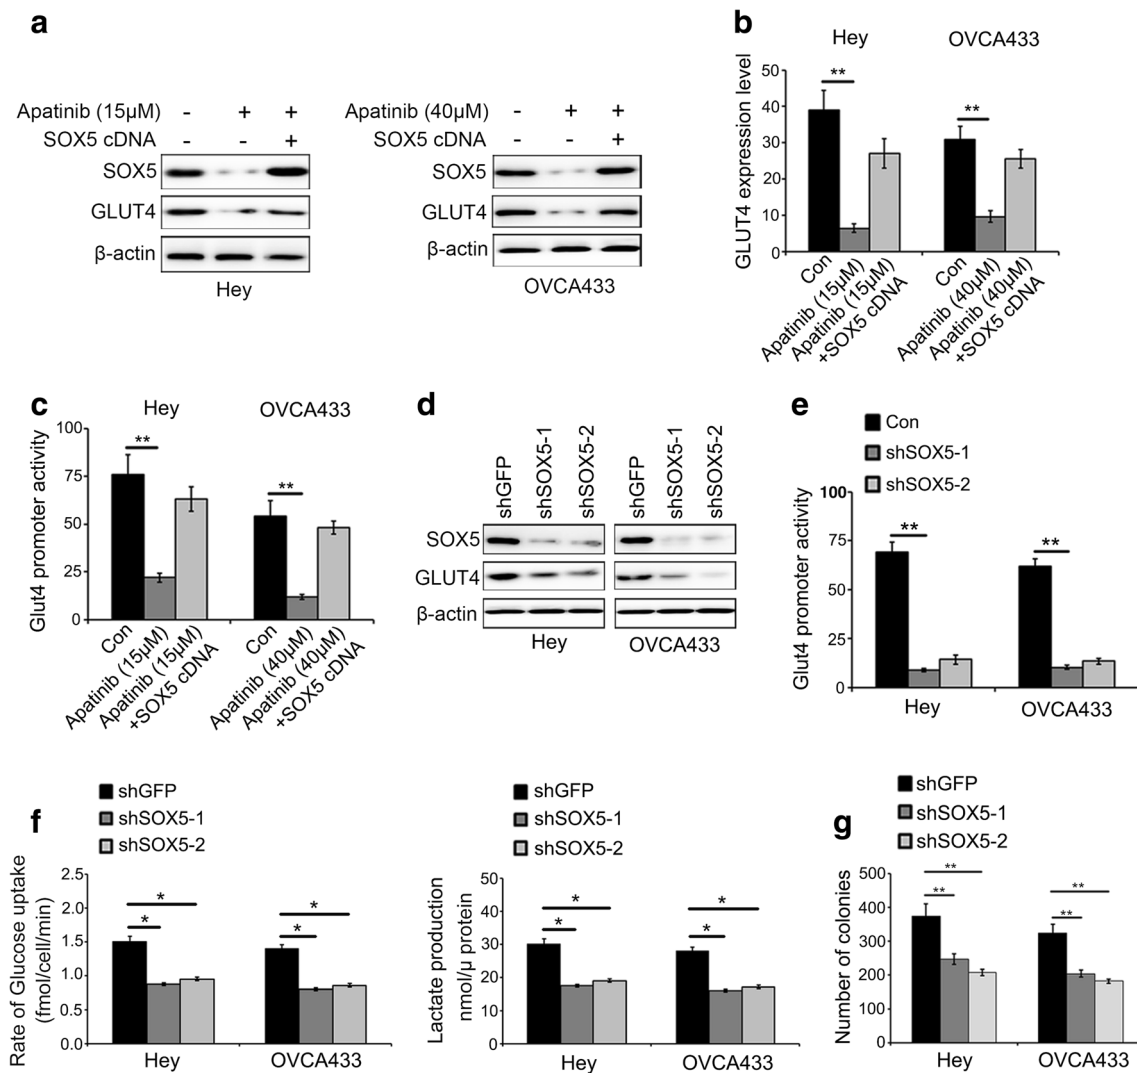 a
Apatinib (15μM) - + +
SOX5 cDNA - - +
SOX5
GLUT4
β-actin
Hey
Apatinib (40μM) - + +
SOX5 cDNA - - +
SOX5
GLUT4
β-actin
OVCA433
b
Hey OVCA433
GLUT4 expression level
50
40
30
20
10
0
** **
Con
Apatinib (15μM)
Apatinib (15μM)
+SOX5 cDNA
Con
Apatinib (40μM)
Apatinib (40μM)
+SOX5 cDNA
c
Hey OVCA433
Glut4 promoter activity
100
75
50
25
0
** **
Con
Apatinib (15μM)
Apatinib (15μM)
+SOX5 cDNA
Con
Apatinib (40μM)
Apatinib (40μM)
+SOX5 cDNA
d
shGFP
shSOX5-1
shSOX5-2
shGFP
shSOX5-1
shSOX5-2
SOX5
GLUT4
β-actin
Hey OVCA433
e
Con
shSOX5-1
shSOX5-2
Glut4 promoter activity
100
75
50
25
0
** **
Hey OVCA433
f
shGFP
shSOX5-1
shSOX5-2
Rate of Glucose uptake
(fmol/cell/min)
2.5
2.0
1.5
1.0
0.5
0.0
* * * *
Hey OVCA433
shGFP
shSOX5-1
shSOX5-2
Lactate production
nmol/μ protein
50
40
30
20
10
0
* * * *
Hey OVCA433
g
shGFP
shSOX5-1
shSOX5-2
Number of colonies
500
400
300
200
100
0
** ** ** **
Hey OVCA433